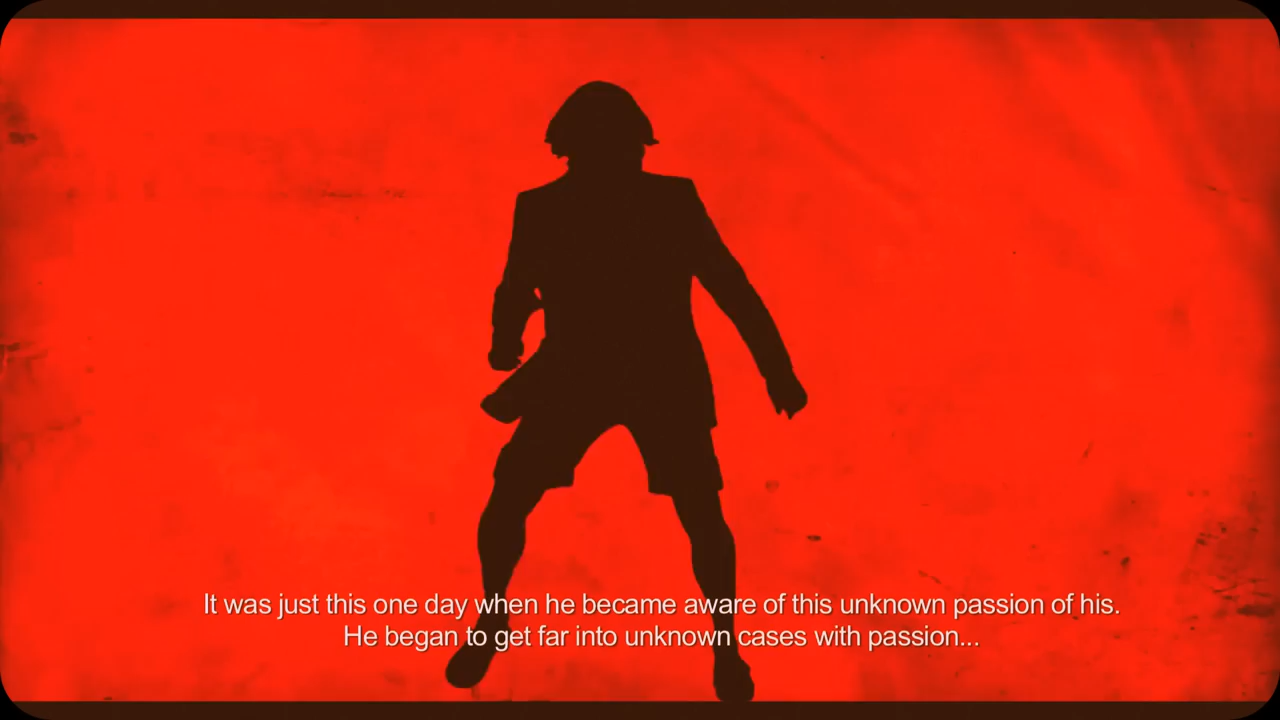 It was just this one day when he became aware of this unknown passion of his.
He began to get far into unknown cases with passion...